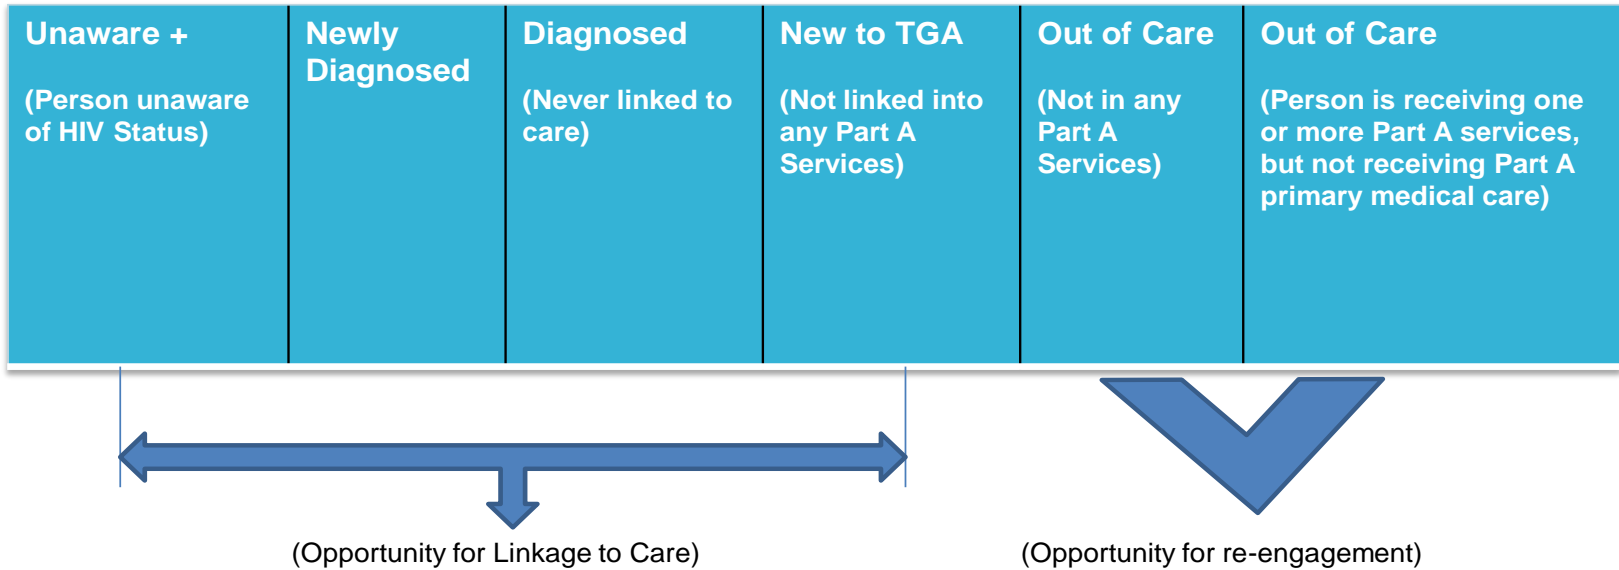 Unaware +
(Person unaware
of HIV Status)
Newly
Diagnosed
Diagnosed
(Never linked to
care)
New to TGA
(Not linked into
any Part A
Services)
Out of Care
(Not in any
Part A
Services)
Out of Care
(Person is receiving one
or more Part A services,
but not receiving Part A
primary medical care)
(Opportunity for Linkage to Care)
(Opportunity for re-engagement)